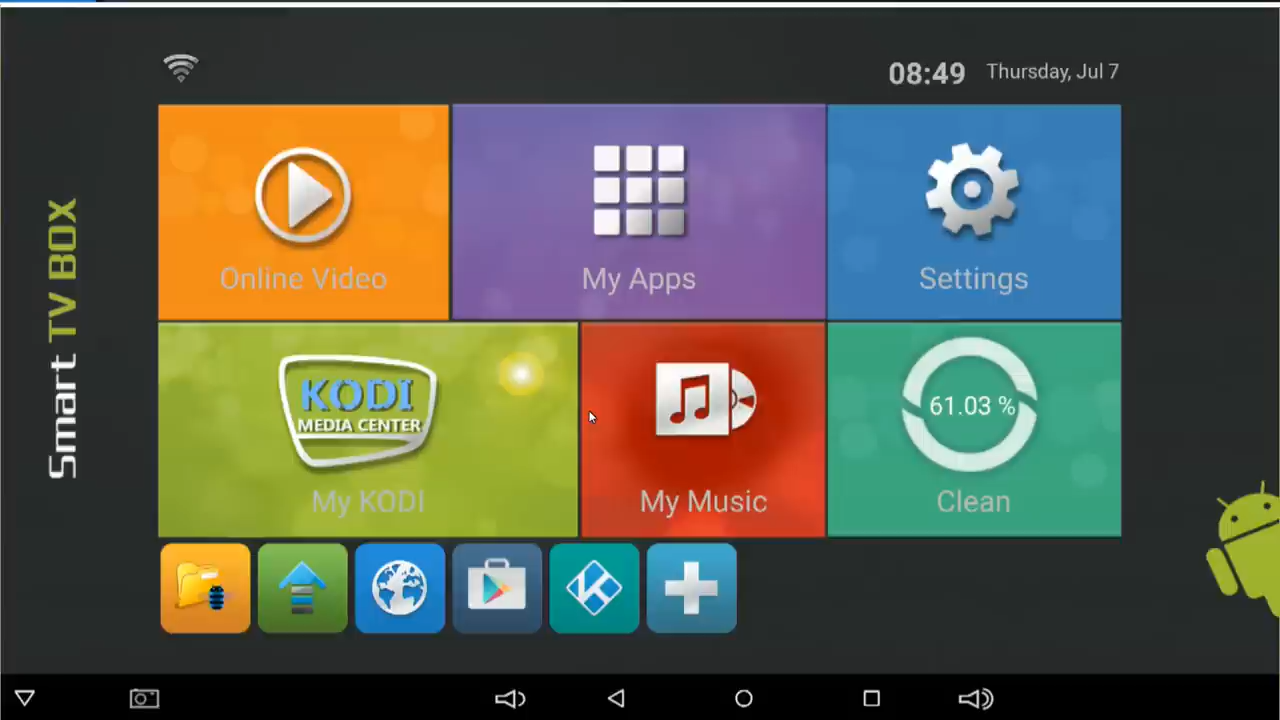 08:49 Thursday, Jul 7
Smart TV BOX
Online Video
My Apps
Settings
KODI
MEDIA CENTER
My KODI
My Music
61.03 %
Clean